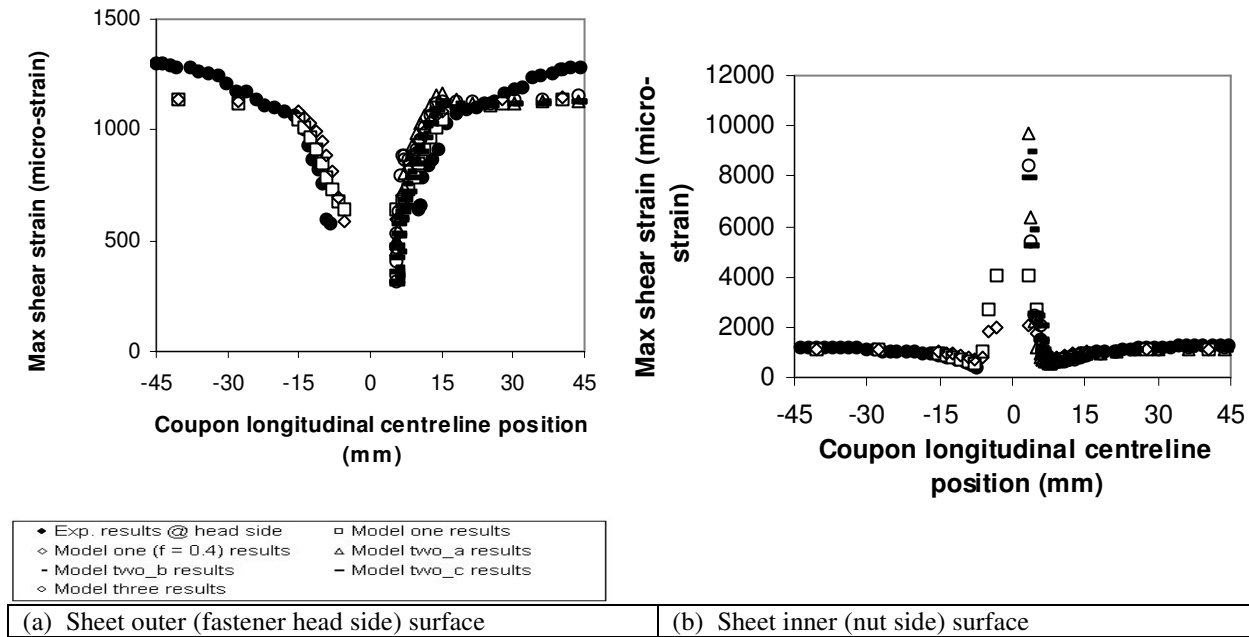 1500
1000
500
0
-45 -30 -15 0 15 30 45
Max shear strain (micro-strain)
Coupon longitudinal centreline position
(mm)
12000
10000
8000
6000
4000
2000
0
-45 -30 -15 0 15 30 45
Max shear strain (micro-
strain)
Coupon longitudinal centreline
position (mm)
Exp. results @ head side
Model one results
Model one (f = 0.4) results
Model two_a results
Model two_b results
Model two_c results
Model three results
(a) Sheet outer (fastener head side) surface
(b) Sheet inner (nut side) surface